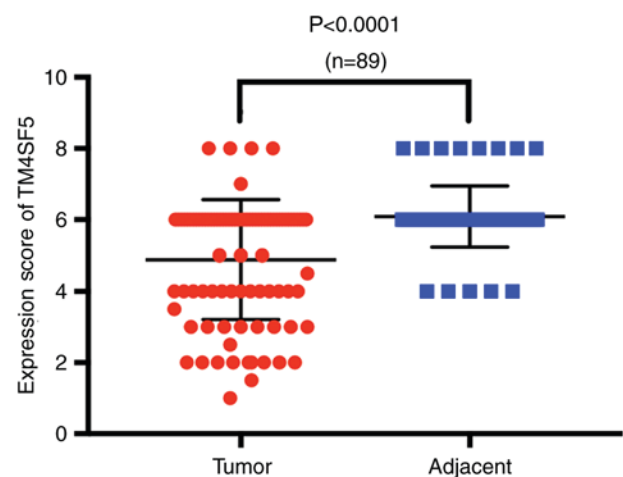 P<0.0001
(n=89)
Expression score of TM4SF5
10
8
6
4
2
0
Tumor
Adjacent